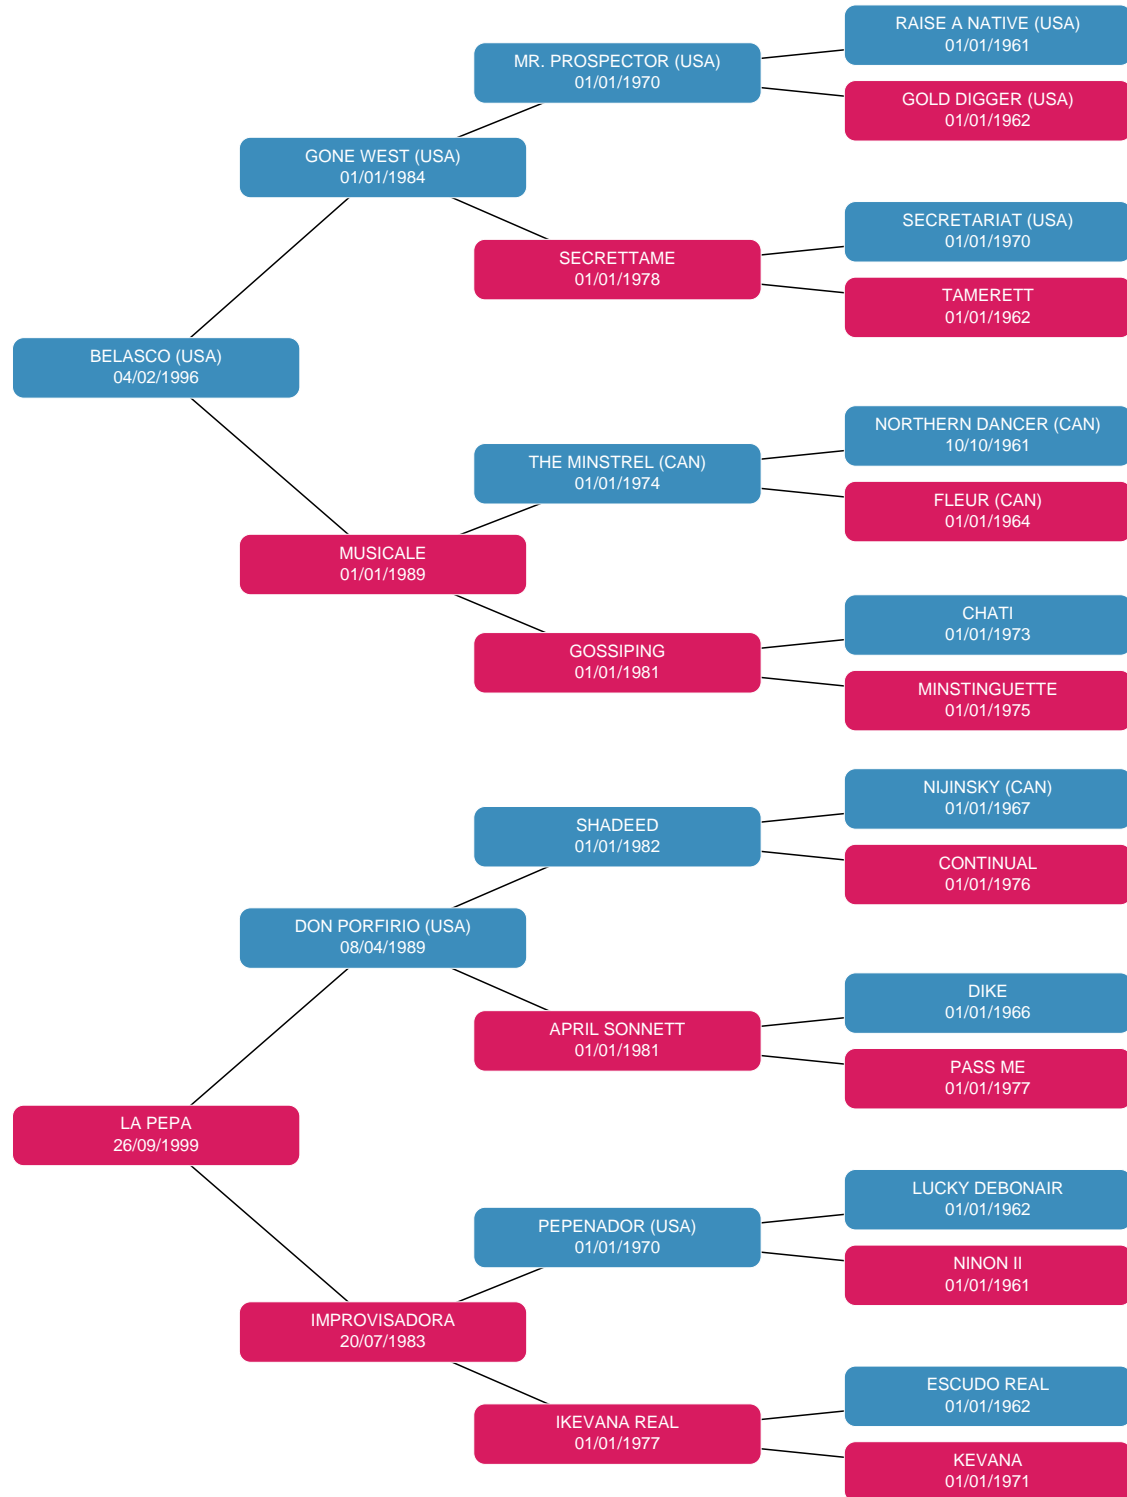 RAISE A NATIVE (USA)
01/01/1961
MR. PROSPECTOR (USA)
01/01/1970
GOLD DIGGER (USA)
01/01/1962
GONE WEST (USA)
01/01/1984
SECRETARIAT (USA)
01/01/1970
SECRETTAME
01/01/1978
TAMERETT
01/01/1962
BELASCO (USA)
04/02/1996
NORTHERN DANCER (CAN)
10/10/1961
THE MINSTREL (CAN)
01/01/1974
FLEUR (CAN)
01/01/1964
MUSICALE
01/01/1989
CHATI
01/01/1973
GOSSIPING
01/01/1981
MINSTINGUETTE
01/01/1975
NIJINSKY (CAN)
01/01/1967
SHADEED
01/01/1982
CONTINUAL
01/01/1976
DON PORFIRIO (USA)
08/04/1989
DIKE
01/01/1966
APRIL SONNETT
01/01/1981
PASS ME
01/01/1977
LA PEPA
26/09/1999
LUCKY DEBONAIR
01/01/1962
PEPENADOR (USA)
01/01/1970
NINON II
01/01/1961
IMPROVISADORA
20/07/1983
ESCUDO REAL
01/01/1962
IKEVANA REAL
01/01/1977
KEVANA
01/01/1971